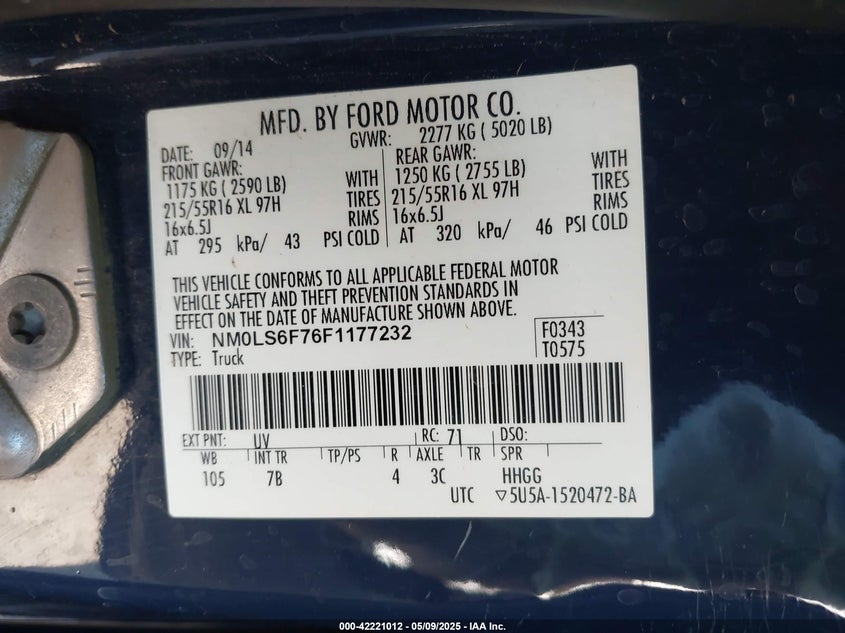 MFD. BY FORD MOTOR CO.
DATE: 09/14
GVWR: 2277 KG ( 5020 LB)
FRONT GAWR:
1175 KG ( 2590 LB) WITH
215/55R16 XL 97H TIRES
16x6.5J RIMS
AT 295 kPa/ 43 PSI COLD
REAR GAWR:
1250 KG ( 2755 LB) WITH
215/55R16 XL 97H TIRES
16x6.5J RIMS
AT 320 kPa/ 46 PSI COLD
THIS VEHICLE CONFORMS TO ALL APPLICABLE FEDERAL MOTOR
VEHICLE SAFETY AND THEFT PREVENTION STANDARDS IN
EFFECT ON THE DATE OF MANUFACTURE SHOWN ABOVE.
VIN: NM0LS6F76F1177232
TYPE: Truck
F0343
T0575
EXT PNT: UV RC: 71 DSO:
WB INT TR TP/PS R AXLE TR SPR
105 7B 4 3C HHGG
UTC ▽5U5A-1520472-BA
000-42221012 - 05/09/2025 - IAA Inc.